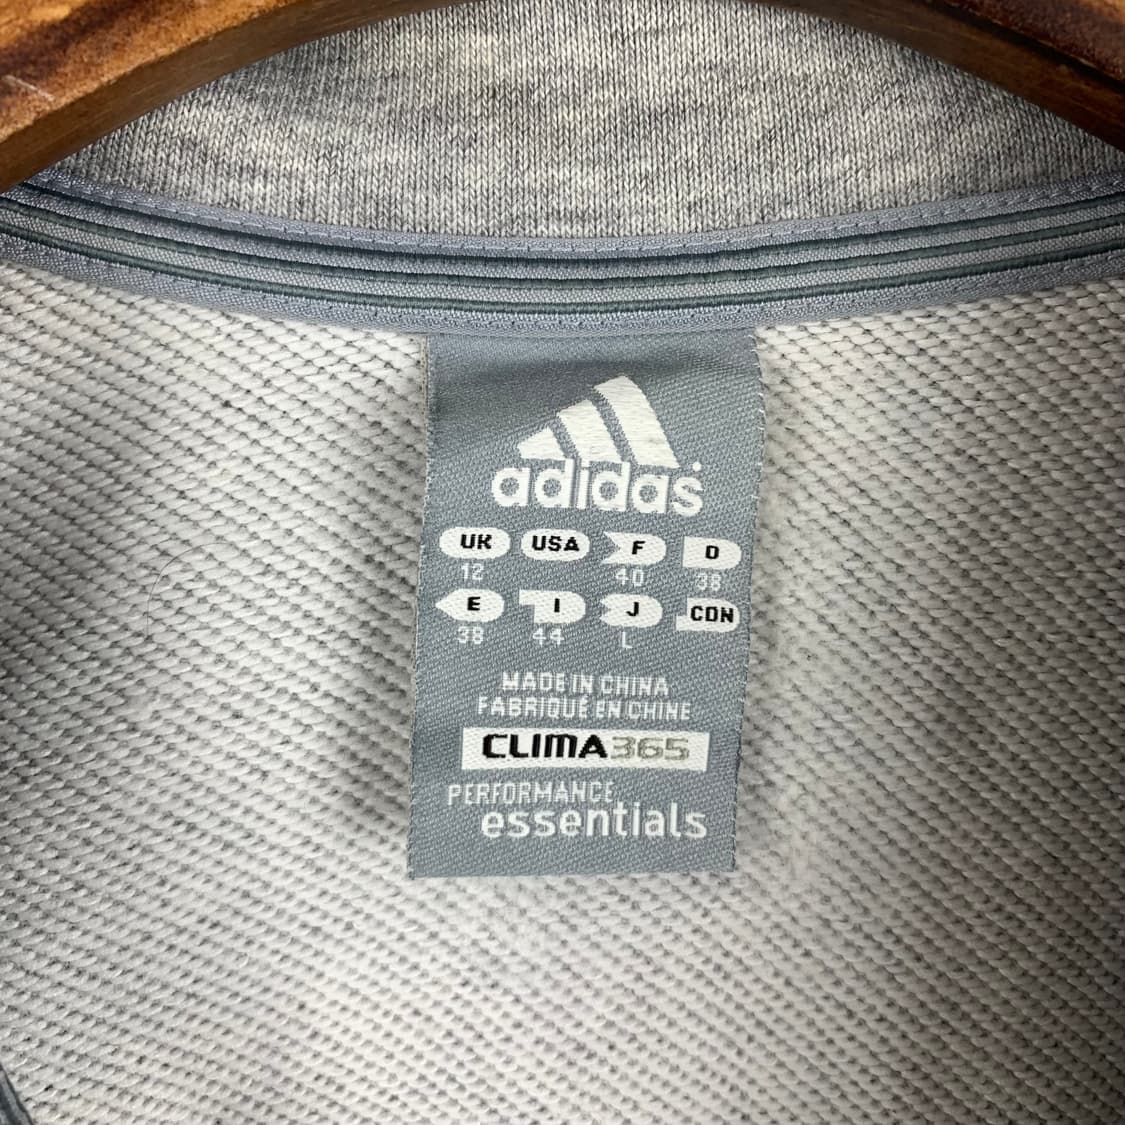 adidas
UK USA F D
12 40 38
E I J CDN
38 44 L
MADE IN CHINA
FABRIQUÉ EN CHINE
CLIMA365
PERFORMANCE
essentials